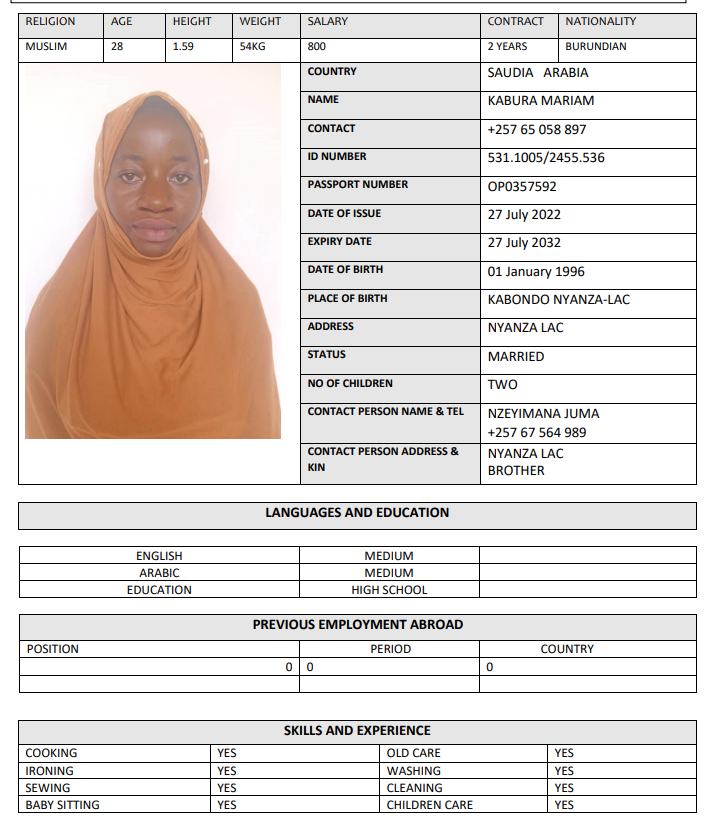 RELIGION AGE HEIGHT WEIGHT SALARY CONTRACT NATIONALITY
MUSLIM 28 1.59 54KG 800 2 YEARS BURUNDIAN
COUNTRY SAUDIA ARABIA
NAME KABURA MARIAM
CONTACT +257 65 058 897
ID NUMBER 531.1005/2455.536
PASSPORT NUMBER OP0357592
DATE OF ISSUE 27 July 2022
EXPIRY DATE 27 July 2032
DATE OF BIRTH 01 January 1996
PLACE OF BIRTH KABONDO NYANZA-LAC
ADDRESS NYANZA LAC
STATUS MARRIED
NO OF CHILDREN TWO
CONTACT PERSON NAME & TEL NZEYIMANA JUMA
+257 67 564 989
CONTACT PERSON ADDRESS & NYANZA LAC
KIN BROTHER
LANGUAGES AND EDUCATION
ENGLISH MEDIUM
ARABIC MEDIUM
EDUCATION HIGH SCHOOL
PREVIOUS EMPLOYMENT ABROAD
POSITION PERIOD COUNTRY
0 0 0
SKILLS AND EXPERIENCE
COOKING YES OLD CARE YES
IRONING YES WASHING YES
SEWING YES CLEANING YES
BABY SITTING YES CHILDREN CARE YES